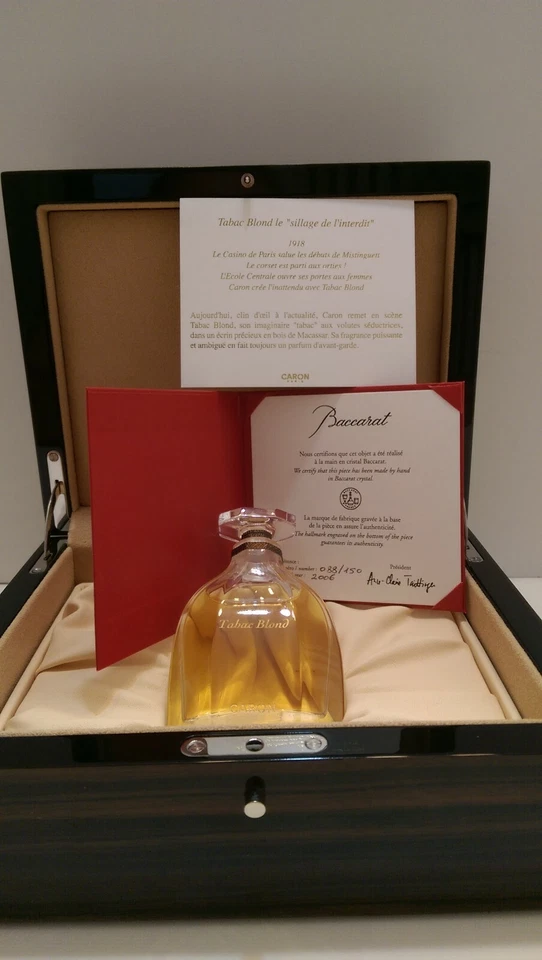 Tabac Blond le "sillage de l'interdit"
1918
Le Casino de Paris salue les débuts de Mistinguett
Le corset est parti aux orties !
L'Ecole Centrale ouvre ses portes aux femmes
Caron crée l'inattendu avec Tabac Blond
Aujourd'hui, clin d'œil à l'actualité, Caron remet en scène
Tabac Blond, son imaginaire "tabac" aux volutes séductrices,
dans un écrin précieux en bois de Macassar. Sa fragrance puissante
et ambiguë en fait toujours un parfum d'avant-garde.
CARON
PARIS
Baccarat
Nous certifions que cet objet a été réalisé
à la main en cristal Baccarat.
We certify that this piece has been made by hand
in Baccarat crystal.
La marque de fabrique gravée à la base
de la pièce en assure l'authenticité.
The hallmark engraved on the bottom of the piece
guarantees its authenticity.
/ number : 088/150
Président
2006
Tabac Blond
CARON